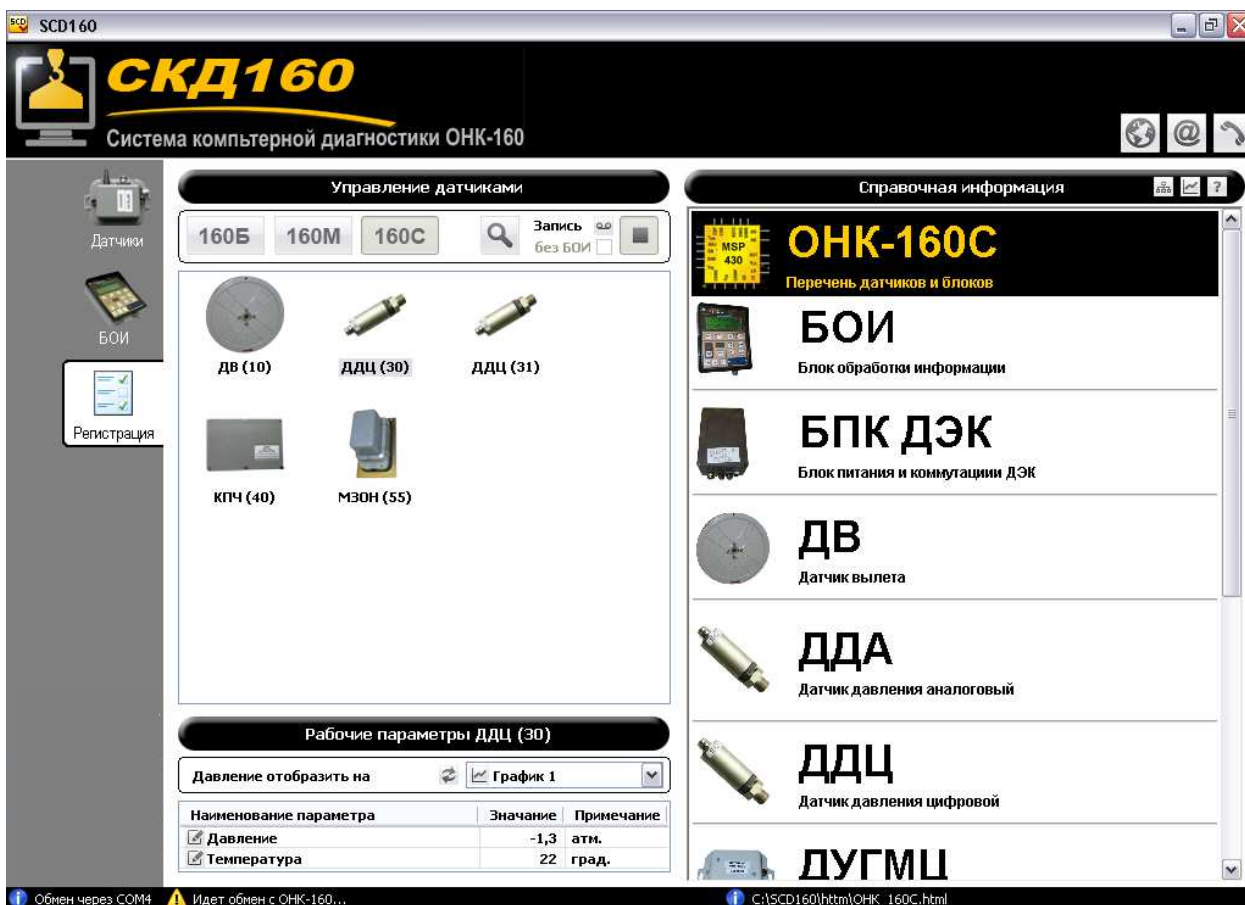 SCD160
СКД160
Система компьтерной диагностики ОНК-160
Датчики
БОИ
Регистрация
Управление датчиками
160Б 160М 160С
Запись
без БОИ
ДВ (10) ДДЦ (30) ДДЦ (31)
КПЧ (40) МЗОН (55)
Рабочие параметры ДДЦ (30)
Давление отобразить на График 1
Наименование параметра Значение Примечание
Давление -1,3 атм.
Температура 22 град.
Справочная информация ?
MSP
430
ОНК-160С
Перечень датчиков и блоков
БОИ
Блок обработки информации
БПК ДЭК
Блок питания и коммутациии ДЭК
ДВ
Датчик вылета
ДДА
Датчик давления аналоговый
ДДЦ
Датчик давления цифровой
ДУГМЦ
Обмен через COM4 Идет обмен с ОНК-160... C:\SCD160\httm\ОНК_160С.html